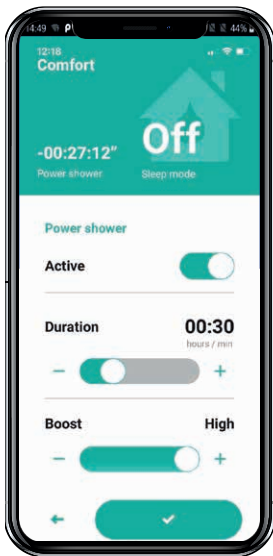 14:49
44%
12:18
Comfort
Off
-00:27:12"
Power shower
Sleep mode
Power shower
Active
Duration
00:30
hours / min
Boost
High